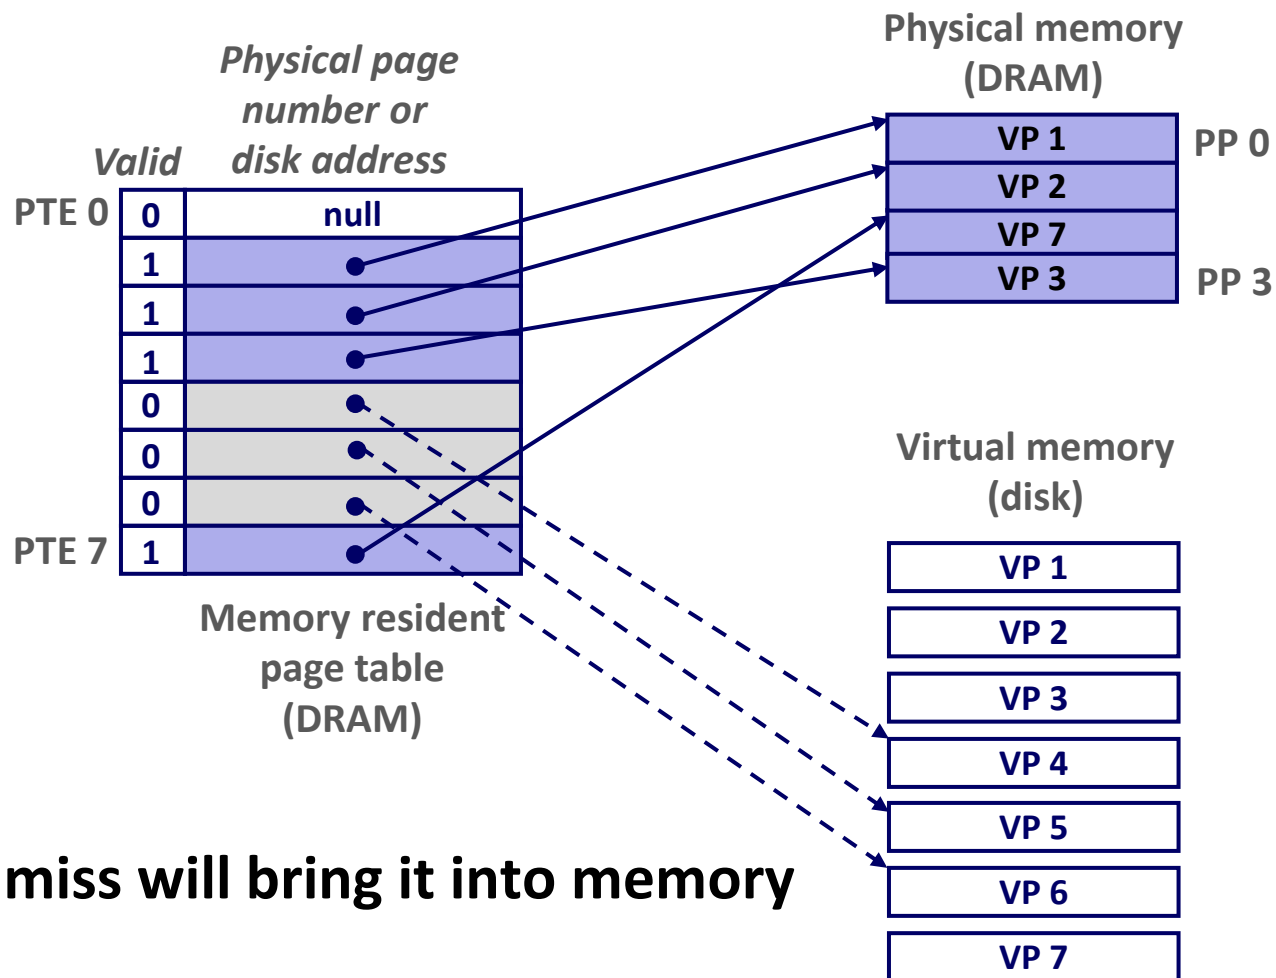 Physical memory
(DRAM)
Physical page
number or
disk address
Valid
VP 1
PP 0
VP 2
VP 7
VP 3
PP 3
PTE 0
0
null
1
1
1
0
0
0
PTE 7
1
Memory resident
page table
(DRAM)
Virtual memory
(disk)
VP 1
VP 2
VP 3
VP 4
VP 5
VP 6
VP 7
miss will bring it into memory